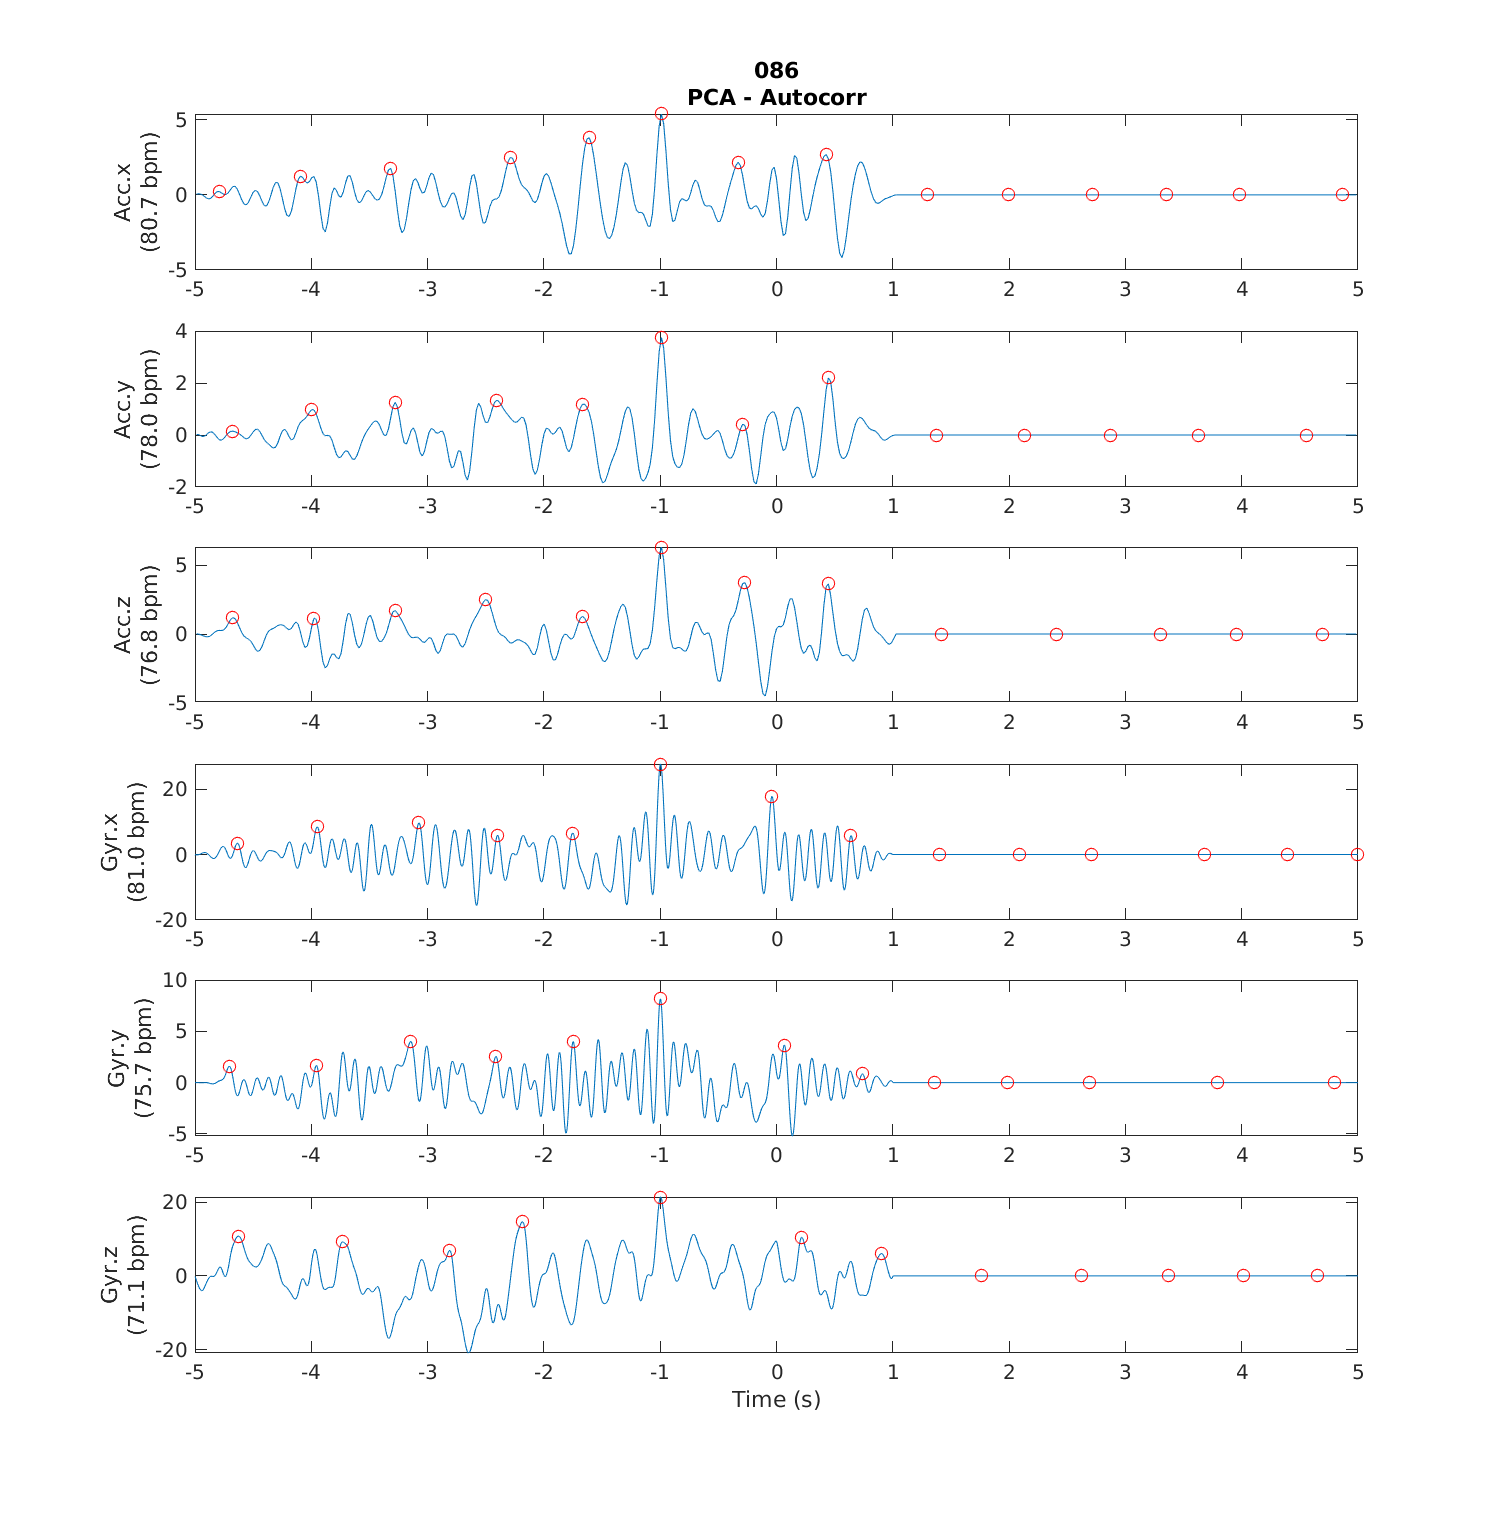 086
PCA - Autocorr
Acc.x
(80.7 bpm)
5
0
-5
-5 -4 -3 -2 -1 0 1 2 3 4 5
Acc.y
(78.0 bpm)
4
2
0
-2
-5 -4 -3 -2 -1 0 1 2 3 4 5
Acc.z
(76.8 bpm)
5
0
-5
-5 -4 -3 -2 -1 0 1 2 3 4 5
Gyr.x
(81.0 bpm)
20
0
-20
-5 -4 -3 -2 -1 0 1 2 3 4 5
Gyr.y
(75.7 bpm)
10
5
0
-5
-5 -4 -3 -2 -1 0 1 2 3 4 5
Gyr.z
(71.1 bpm)
20
0
-20
-5 -4 -3 -2 -1 0 1 2 3 4 5
Time (s)